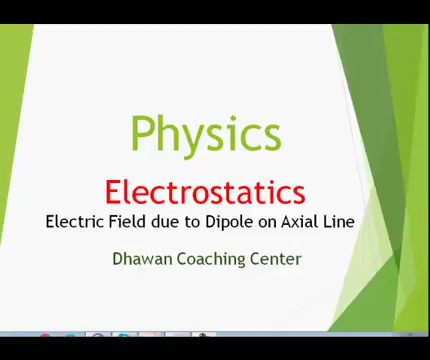 Physics
Electrostatics
Electric Field due to Dipole on Axial Line
Dhawan Coaching Center